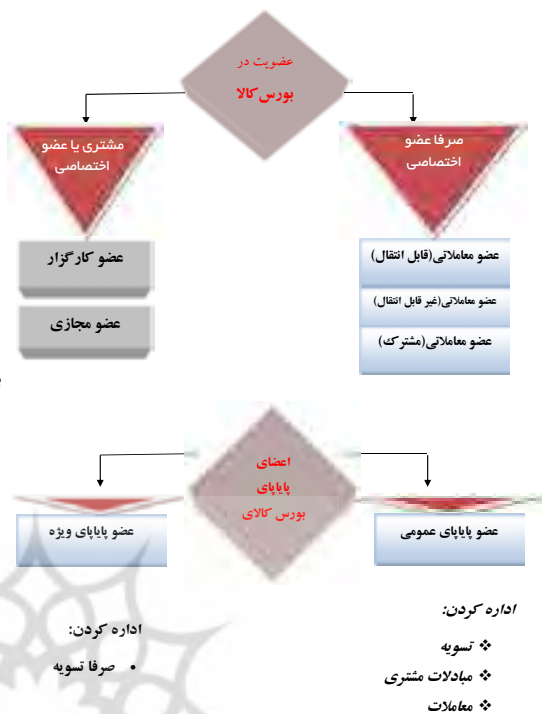 عضویت در
بورس کالا
صرفا عضو
اختصاصی
مشتری یا عضو
اختصاصی
عضو معاملاتی(قابل انتقال)
عضو معاملاتی(غیر قابل انتقال)
عضو معاملاتی(مشترک)
عضو کارگزار
عضو مجازی
اعضای
پایاپای
بورس کالای
عضو پایاپای عمومی
عضو پایاپای ویژه
اداره کردن:
❖ تسویه
❖ مبادلات مشتری
❖ معاملات
اداره کردن:
• صرفا تسویه